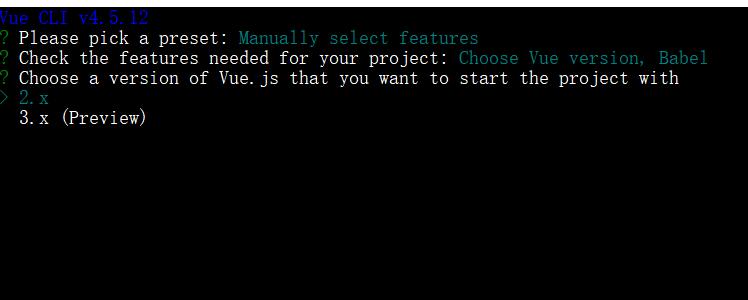 Vue CLI v4.5.12
? Please pick a preset: Manually select features
? Check the features needed for your project: Choose Vue version, Babel
? Choose a version of Vue.js that you want to start the project with
> 2.x
3.x (Preview)